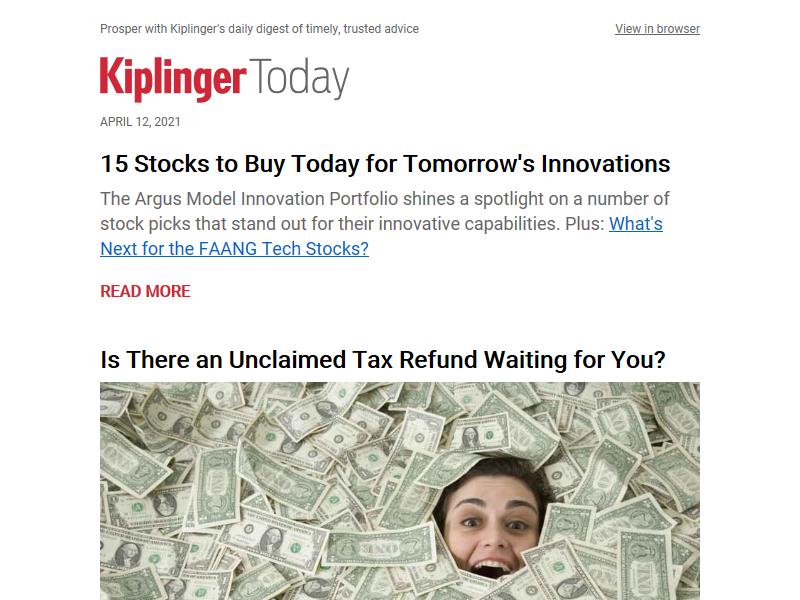 Prosper with Kiplinger's daily digest of timely, trusted advice
View in browser
Kiplinger Today
APRIL 12, 2021
15 Stocks to Buy Today for Tomorrow's Innovations
The Argus Model Innovation Portfolio shines a spotlight on a number of
stock picks that stand out for their innovative capabilities. Plus: What's
Next for the FAANG Tech Stocks?
READ MORE
Is There an Unclaimed Tax Refund Waiting for You?